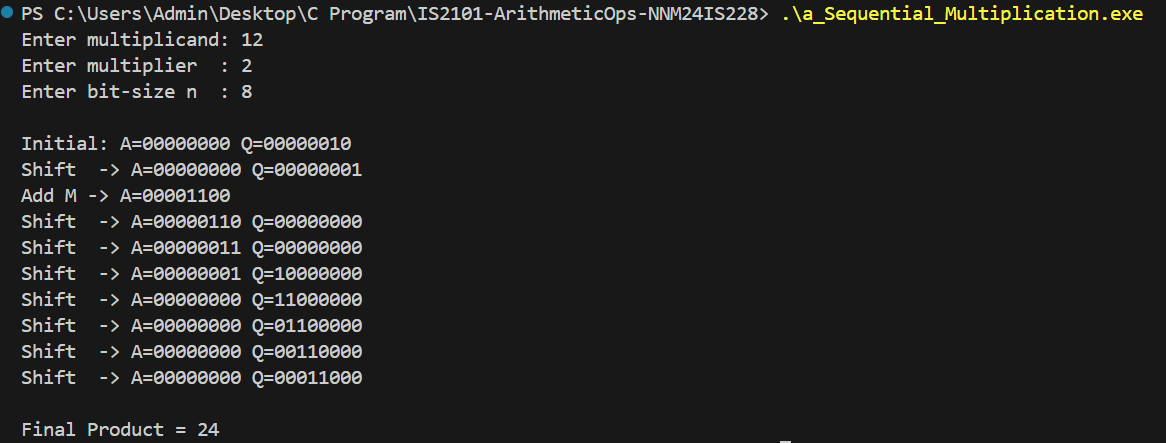 PS C:\Users\Admin\Desktop\C Program\IS2101-ArithmeticOps-NNM24IS228> .\a_Sequential_Multiplication.exe
Enter multiplicand: 12
Enter multiplier  : 2
Enter bit-size n  : 8
Initial: A=00000000 Q=00000010
Shift  -> A=00000000 Q=00000001
Add M -> A=00001100
Shift  -> A=00000110 Q=00000000
Shift  -> A=00000011 Q=00000000
Shift  -> A=00000001 Q=10000000
Shift  -> A=00000000 Q=11000000
Shift  -> A=00000000 Q=01100000
Shift  -> A=00000000 Q=00110000
Shift  -> A=00000000 Q=00011000
Final Product = 24